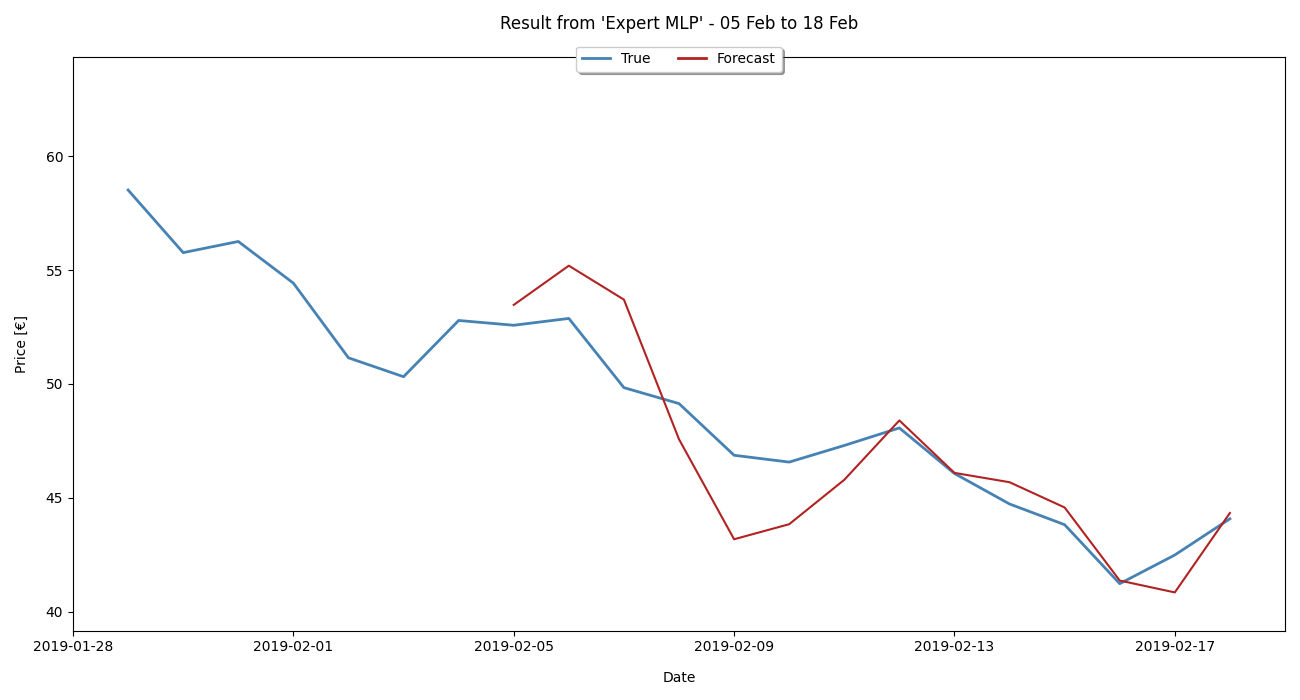 Result from 'Expert MLP' - 05 Feb to 18 Feb
True Forecast
Price [€]
60
55
50
45
40
2019-01-28 2019-02-01 2019-02-05 2019-02-09 2019-02-13 2019-02-17
Date